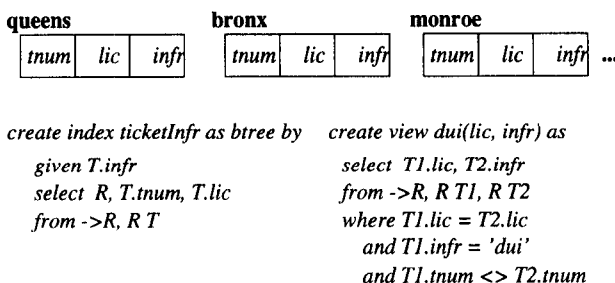 queens bronx monroe
tnum lic infr tnum lic infr tnum lic infr ...
create index ticketInfr as btree by
given T.infr
select R, T.tnum, T.lic
from ->R, R T
create view dui(lic, infr) as
select T1.lic, T2.infr
from ->R, R T1, R T2
where T1.lic = T2.lic
and T1.infr = 'dui'
and T1.tnum <> T2.tnum